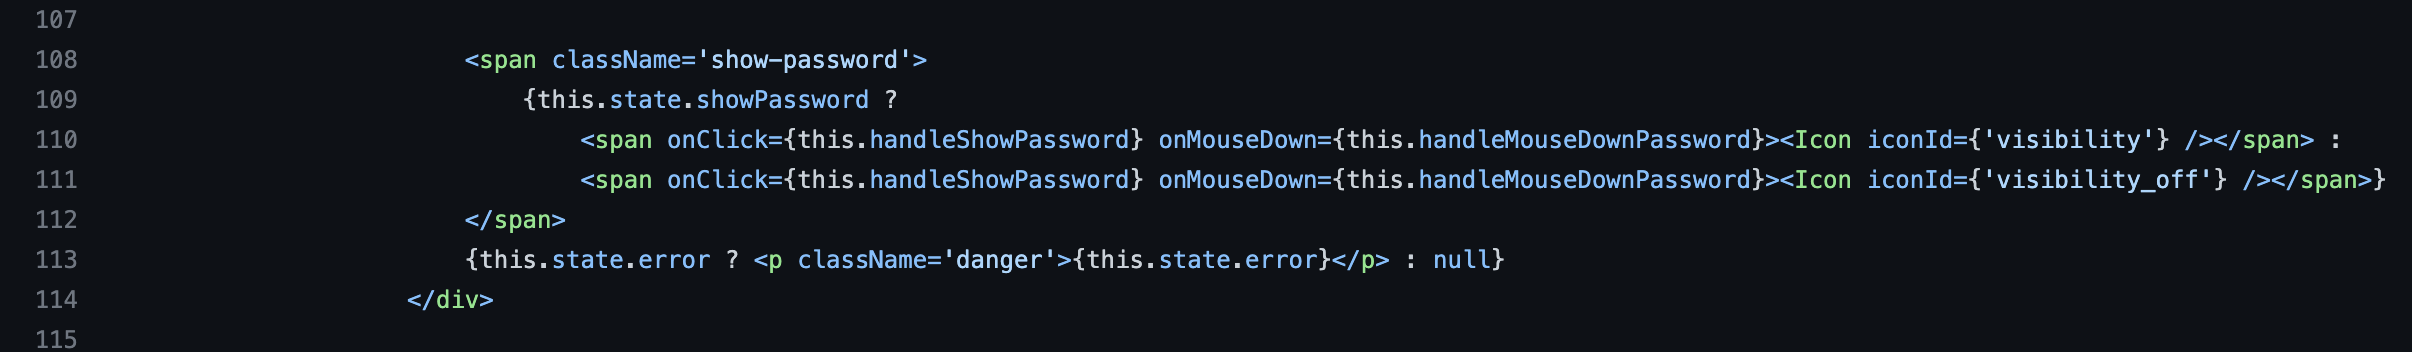 107
108 <span className='show-password'>
109 {this.state.showPassword ?
110 <span onClick={this.handleShowPassword} onMouseDown={this.handleMouseDownPassword}><Icon iconId={'visibility'} /></span> :
111 <span onClick={this.handleShowPassword} onMouseDown={this.handleMouseDownPassword}><Icon iconId={'visibility_off'} /></span>}
112 </span>
113 {this.state.error ? <p className='danger'>{this.state.error}</p> : null}
114 </div>
115